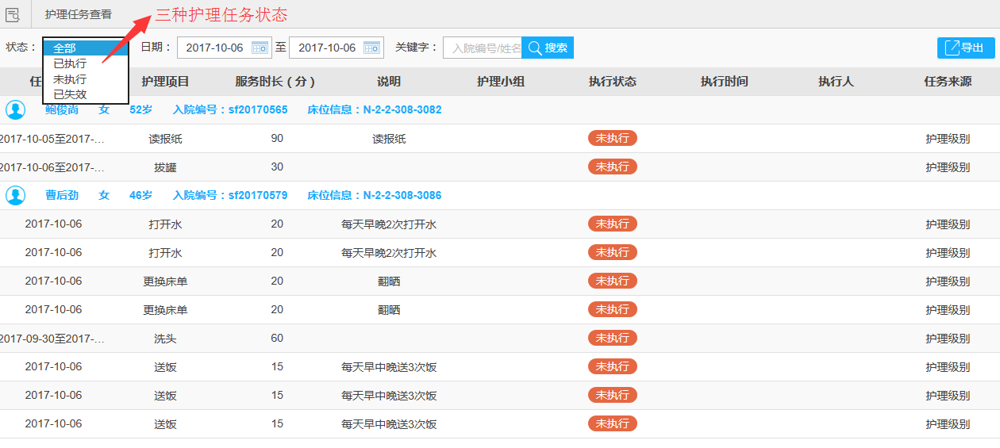 护理任务查看 三种护理任务状态
状态： 全部 日期： 2017-10-06 至 2017-10-06 关键字： 入院编号/姓名 搜索 导出
已执行
未执行
已失效
任 护理项目 服务时长（分） 说明 护理小组 执行状态 执行时间 执行人 任务来源
鲍俊尚 女 52岁 入院编号：sf20170565 床位信息：N-2-2-308-3082
2017-10-05至2017-... 读报纸 90 读报纸 未执行 护理级别
2017-10-06至2017-... 拔罐 30 未执行 护理级别
曹后劲 女 46岁 入院编号：sf20170579 床位信息：N-2-2-308-3086
2017-10-06 打开水 20 每天早晚2次打开水 未执行 护理级别
2017-10-06 打开水 20 每天早晚2次打开水 未执行 护理级别
2017-10-06 更换床单 20 翻晒 未执行 护理级别
2017-10-06 更换床单 20 翻晒 未执行 护理级别
2017-09-30至2017-... 洗头 60 未执行 护理级别
2017-10-06 送饭 15 每天早中晚送3次饭 未执行 护理级别
2017-10-06 送饭 15 每天早中晚送3次饭 未执行 护理级别
2017-10-06 送饭 15 每天早中晚送3次饭 未执行 护理级别